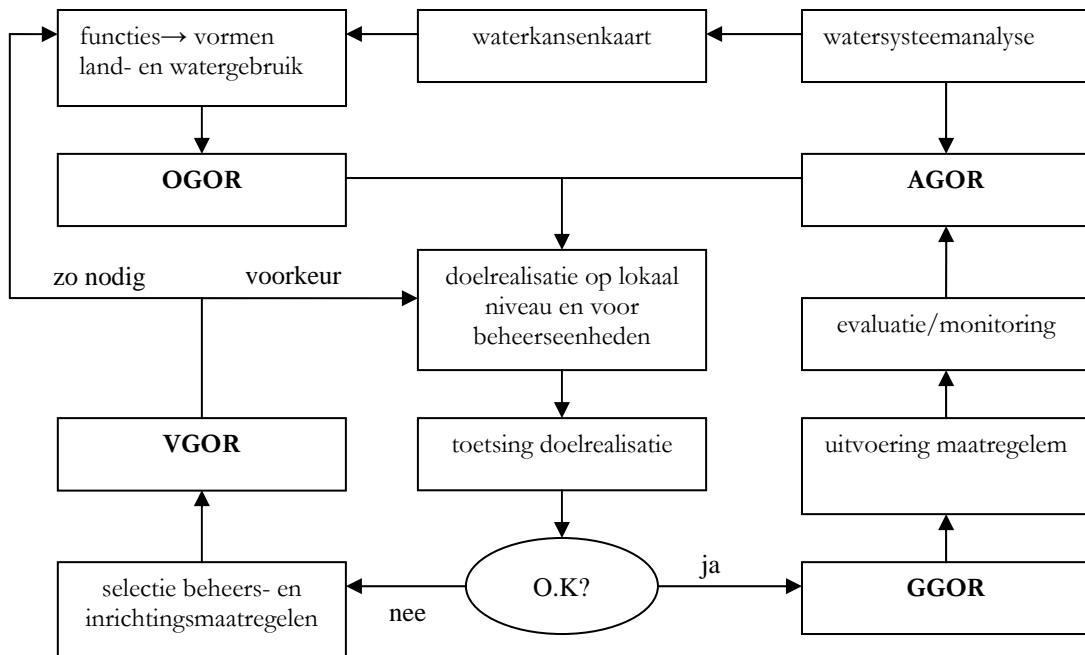 functies→ vormen
land- en watergebruik
waterkansenkaart
watersysteemanalyse
OGOR
AGOR
zo nodig
voorkeur
doelrealisatie op lokaal
niveau en voor
beheerseenheden
evaluatie/monitoring
VGOR
toetsing doelrealisatie
uitvoering maatregelem
selectie beheers- en
inrichtingsmaatregelen
nee
O.K?
ja
GGOR